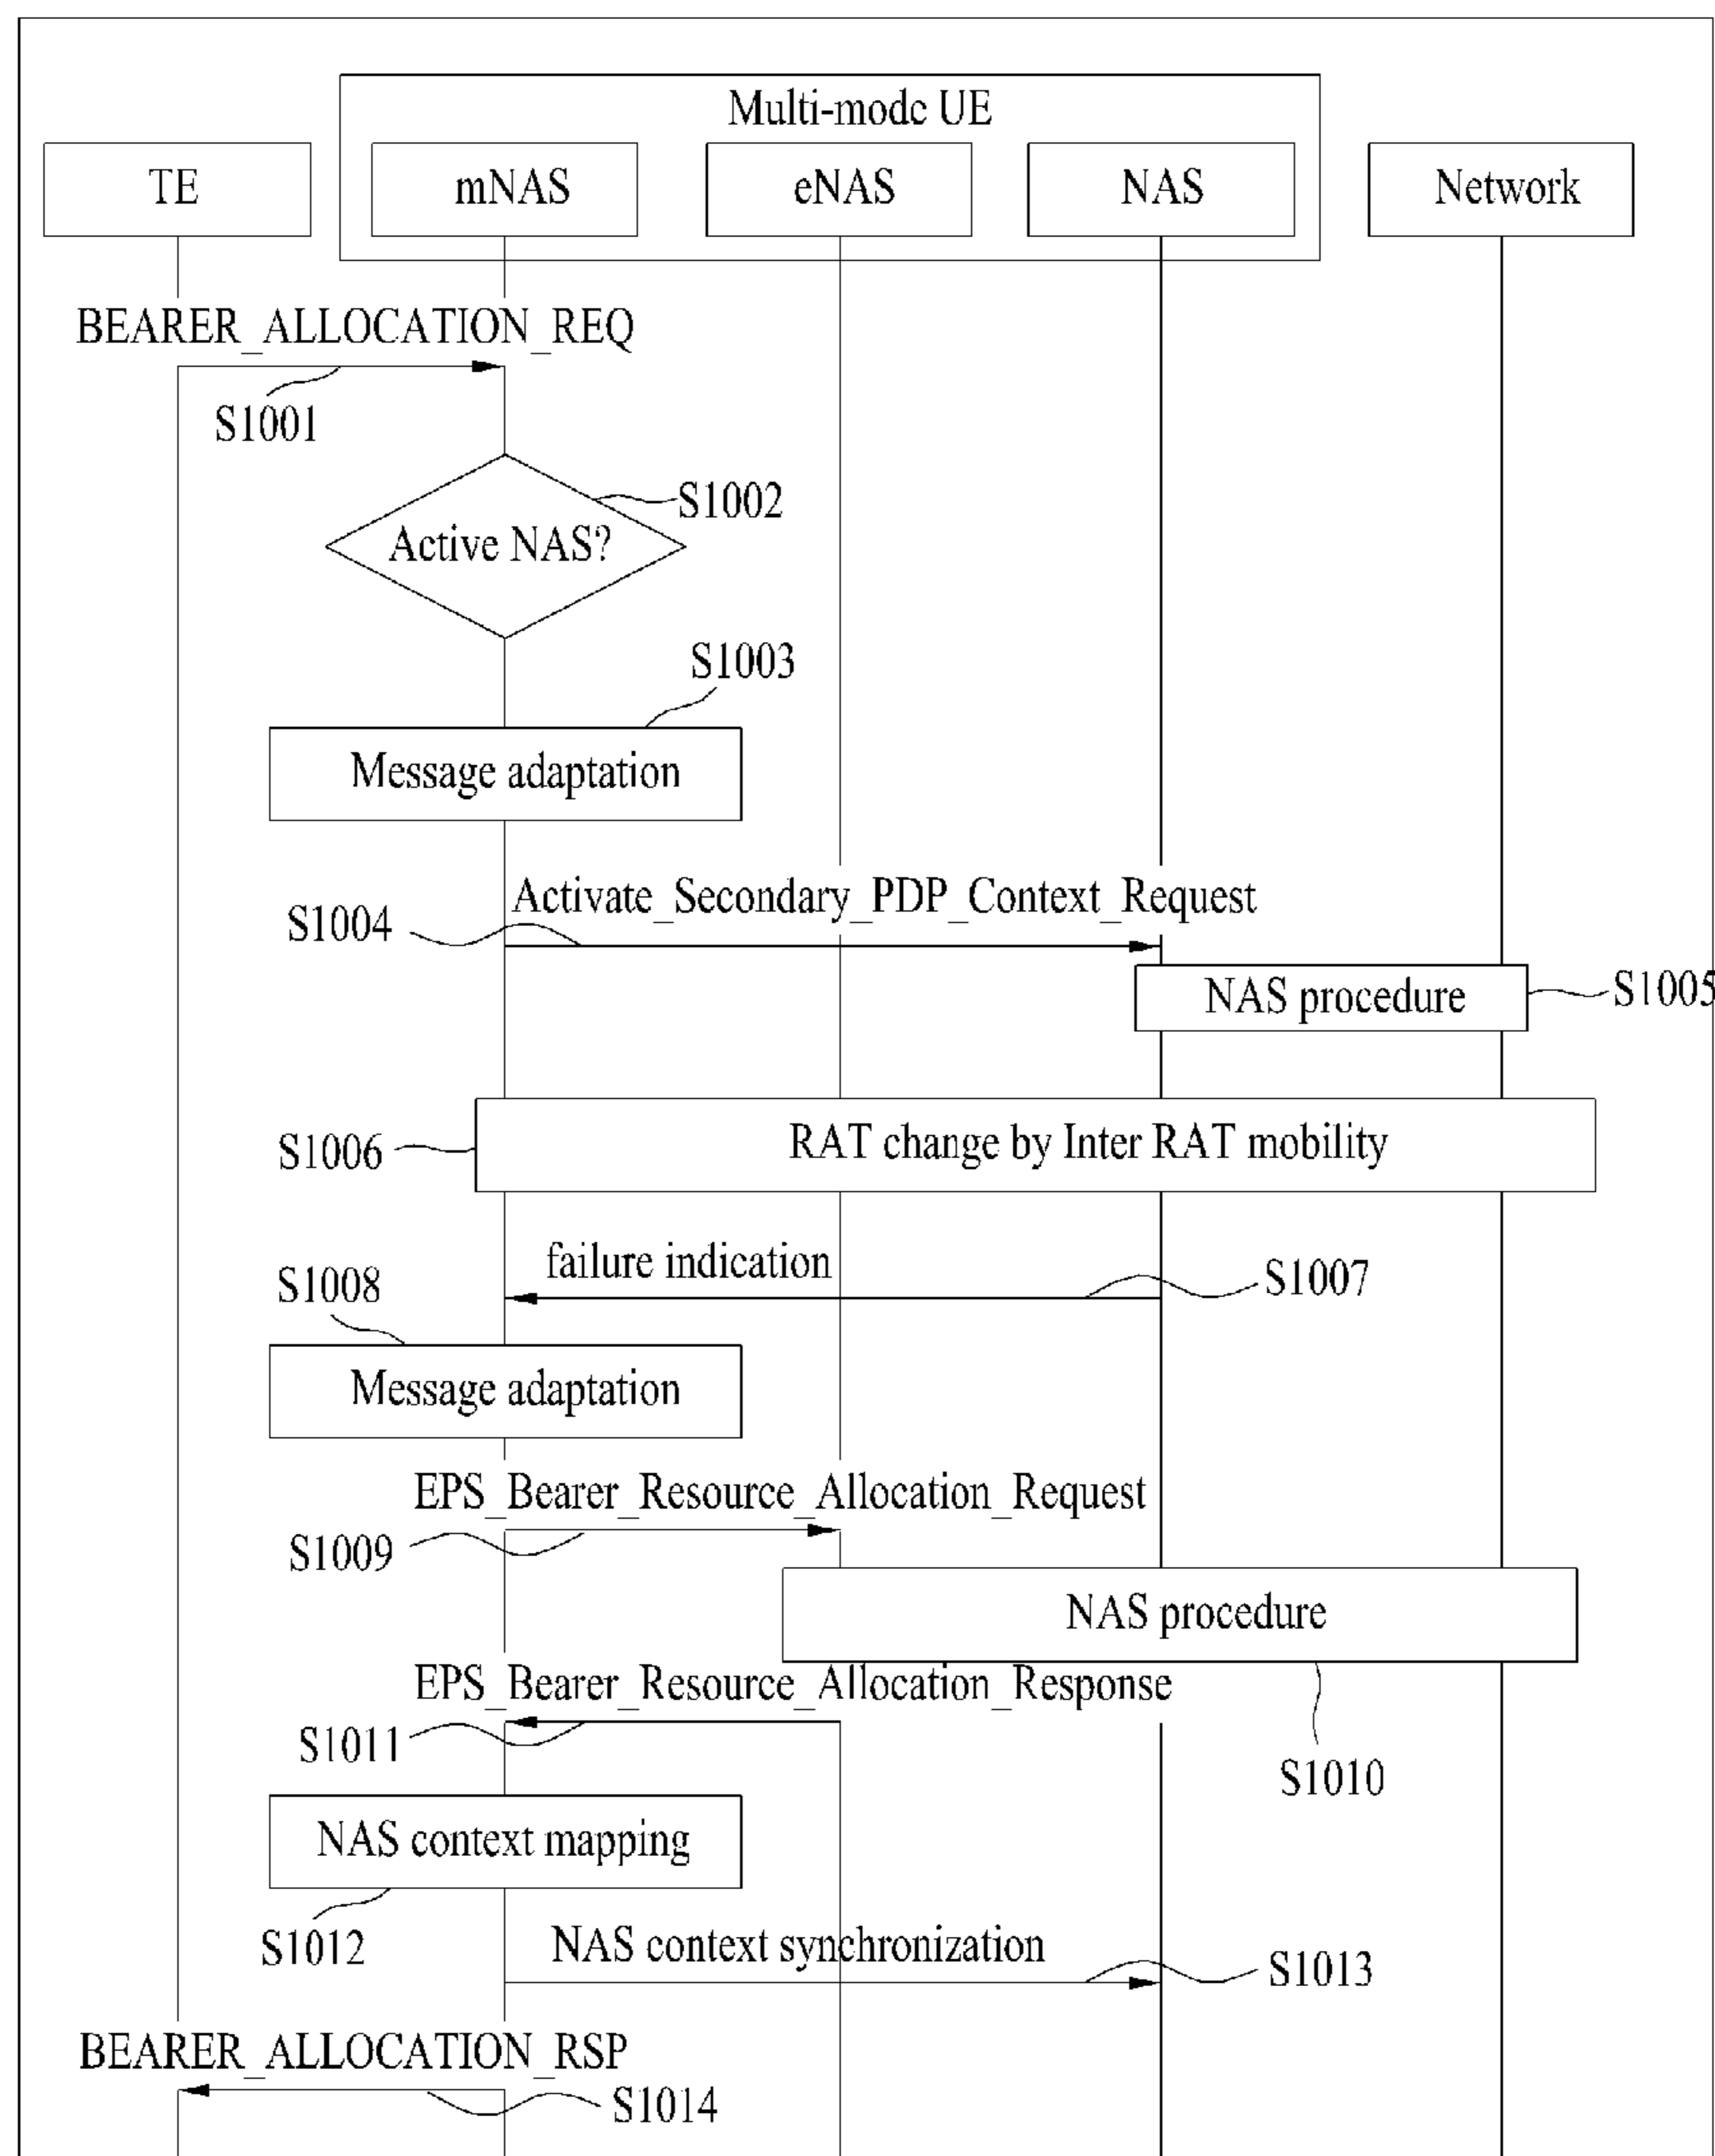 Multi-mode UE
TE
mNAS
eNAS
NAS
Network
BEARER_ALLOCATION_REQ
S1001
S1002
Active NAS?
S1003
Message adaptation
Activate_Secondary_PDP_Context_Request
S1004
NAS procedure
S1005
RAT change by Inter RAT mobility
S1006
failure indication
S1007
S1008
Message adaptation
EPS_Bearer_Resource_Allocation_Request
S1009
NAS procedure
EPS_Bearer_Resource_Allocation_Response
S1011
S1010
NAS context mapping
S1012
NAS context synchronization
S1013
BEARER_ALLOCATION_RSP
S1014